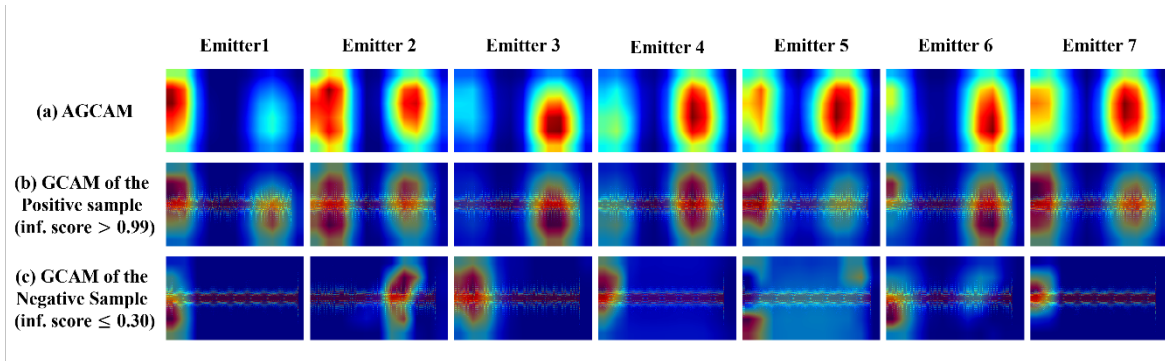 Emitter1 Emitter 2 Emitter 3 Emitter 4 Emitter 5 Emitter 6 Emitter 7
(a) AGCAM
(b) GCAM of the
Positive sample
(inf. score > 0.99)
(c) GCAM of the
Negative Sample
(inf. score ≤ 0.30)